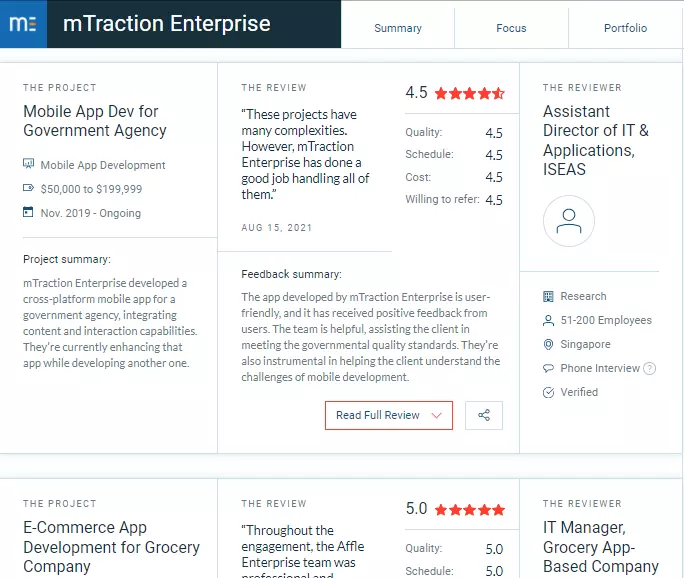 mE mTraction Enterprise
Summary
Focus
Portfolio
THE PROJECT
Mobile App Dev for
Government Agency
Mobile App Development
$50,000 to $199,999
Nov. 2019 - Ongoing
Project summary:
mTraction Enterprise developed a
cross-platform mobile app for a
government agency, integrating
content and interaction capabilities.
They're currently enhancing that
app while developing another one.
THE REVIEW
“These projects have
many complexities.
However, mTraction
Enterprise has done a
good job handling all of
them.”
AUG 15, 2021
4.5
Quality: 4.5
Schedule: 4.5
Cost: 4.5
Willing to refer: 4.5
Feedback summary:
The app developed by mTraction Enterprise is user-
friendly, and it has received positive feedback from
users. The team is helpful, assisting the client in
meeting the governmental quality standards. They're
also instrumental in helping the client understand the
challenges of mobile development.
Read Full Review
THE REVIEWER
Assistant
Director of IT &
Applications,
ISEAS
Research
51-200 Employees
Singapore
Phone Interview ?
Verified
THE PROJECT
E-Commerce App
Development for Grocery
Company
THE REVIEW
“Throughout the
engagement, the Affle
Enterprise team was
professional and
5.0
Quality: 5.0
Schedule: 5.0
THE REVIEWER
IT Manager,
Grocery App-
Based Company